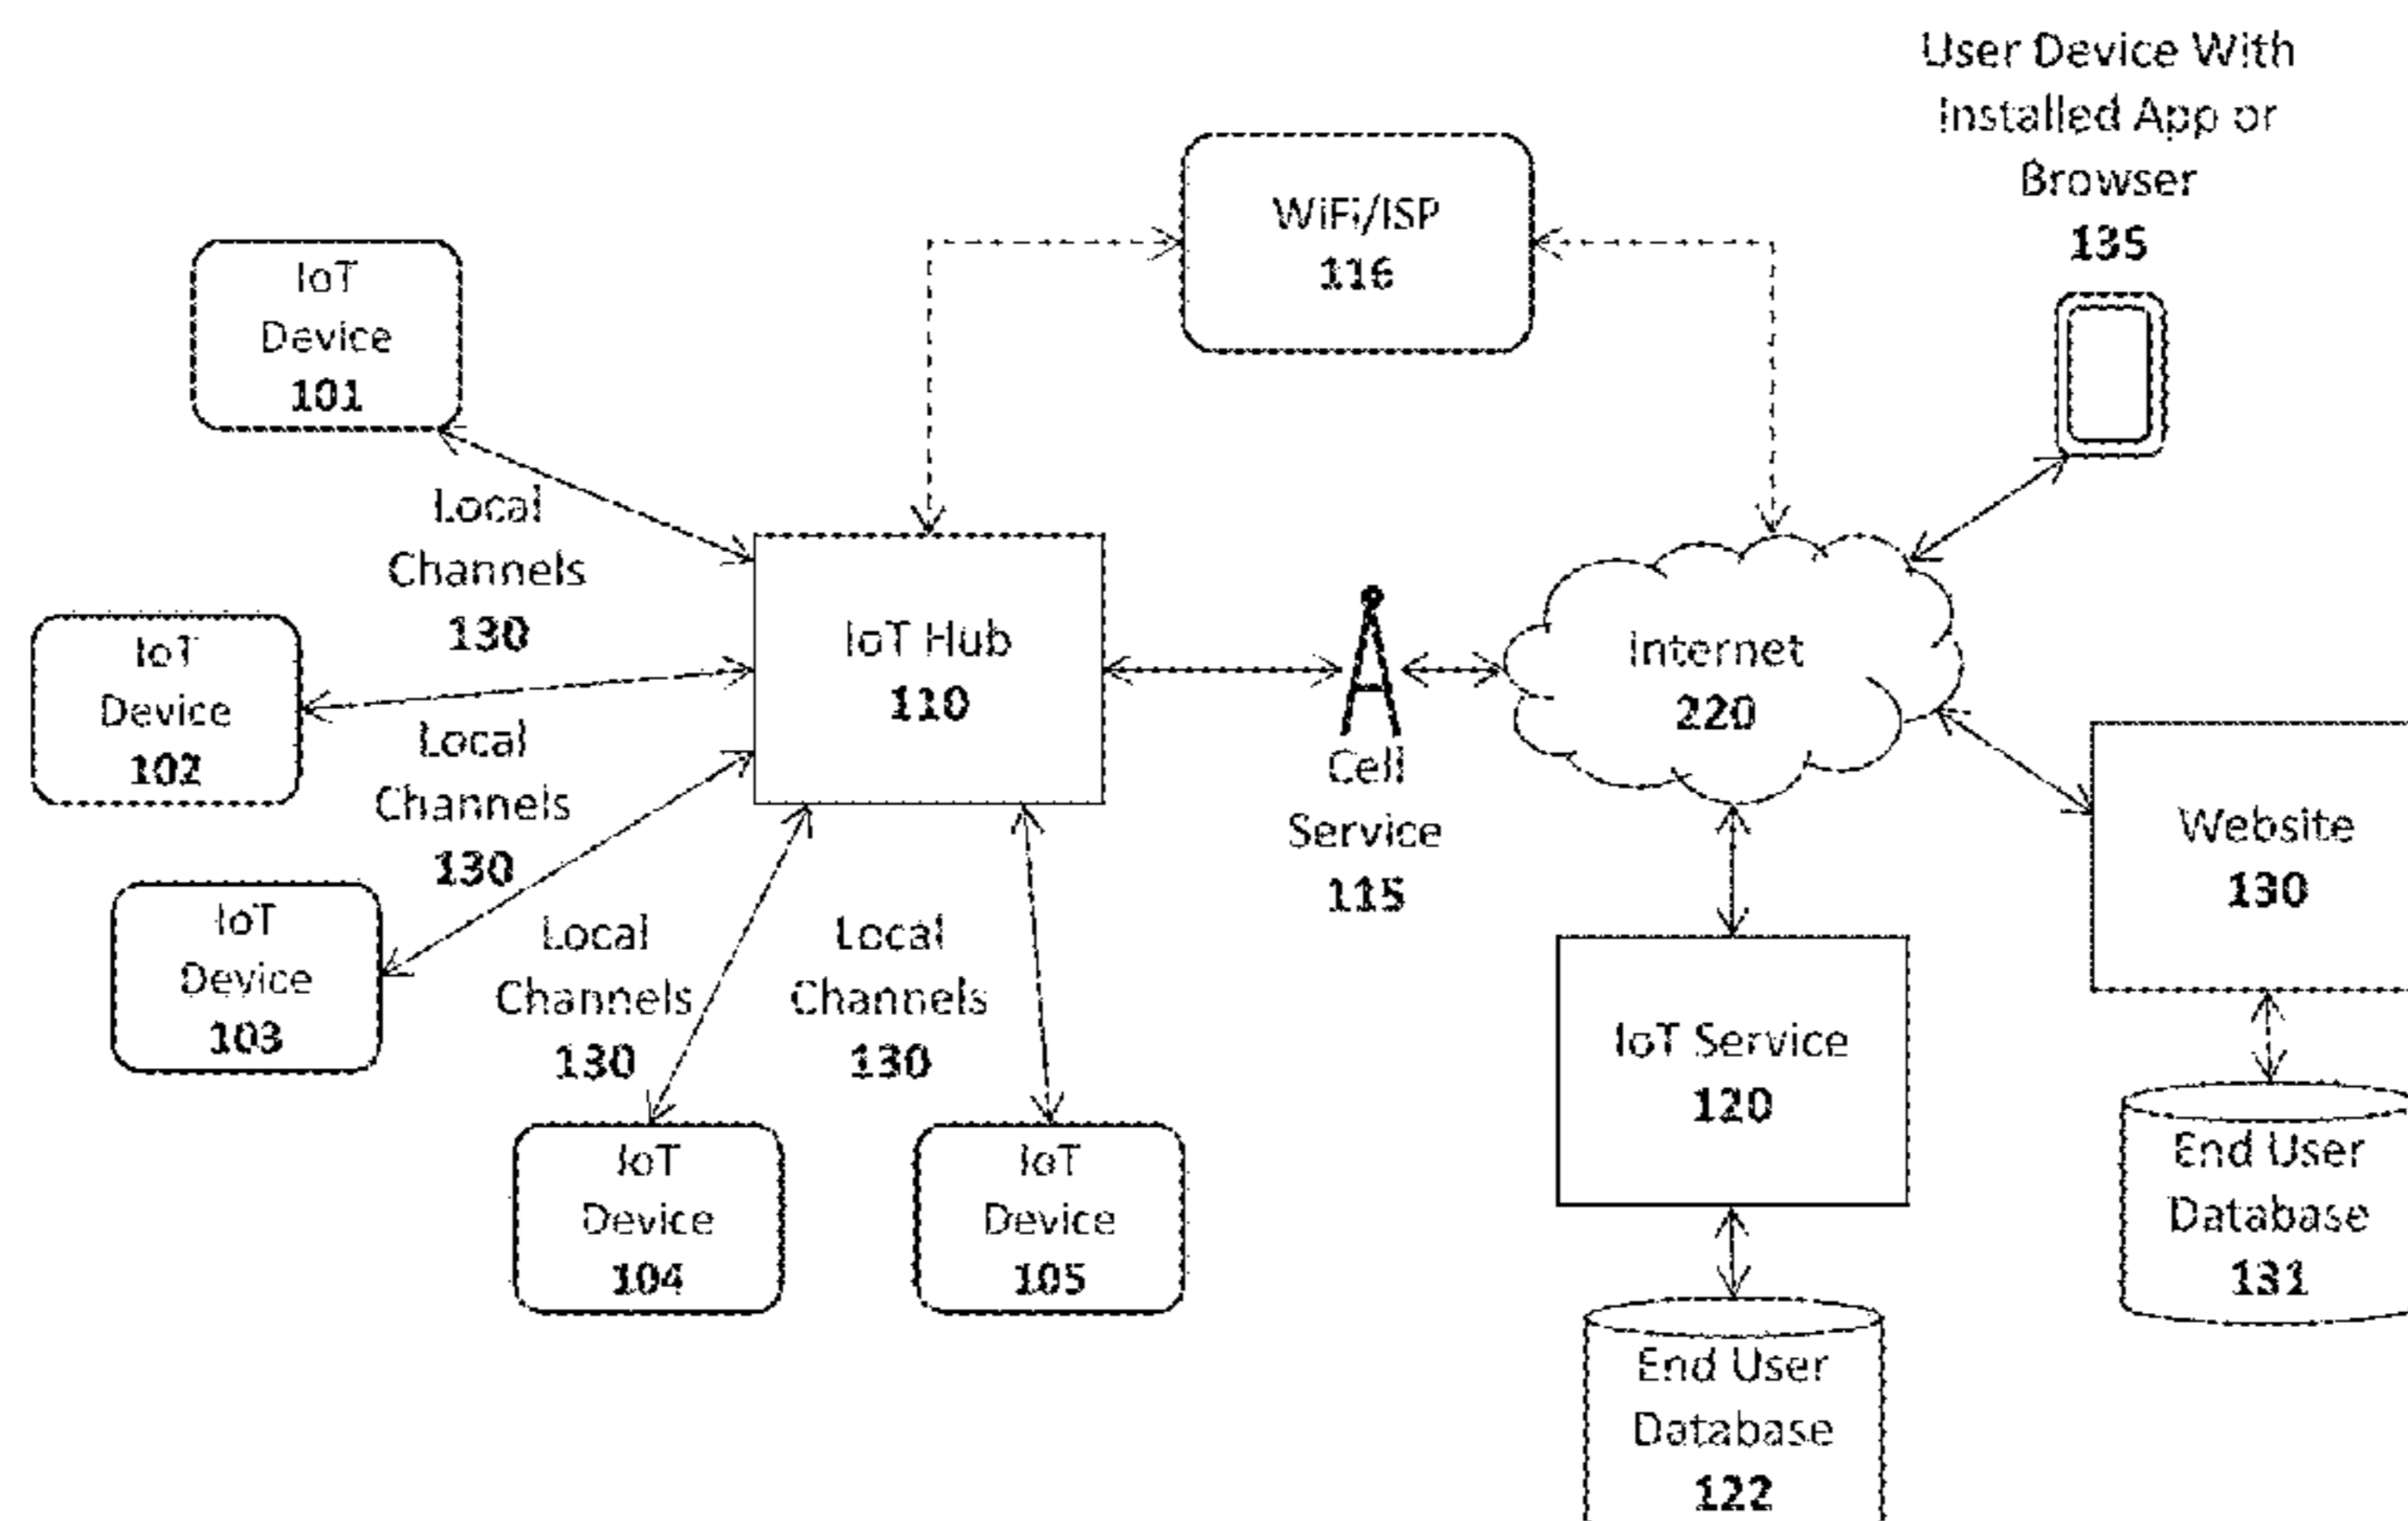 User Device With
Installed App or
Browser
135
WiFi/ISP
116
IoT
Device
101
Local
Channels
130
IoT Hub
110
Internet
220
IoT
Device
102
Local
Channels
130
Cell
Service
115
Website
130
IoT
Device
103
Local
Channels
130
Local
Channels
130
IoT Service
120
IoT
Device
104
IoT
Device
105
End User
Database
131
End User
Database
122